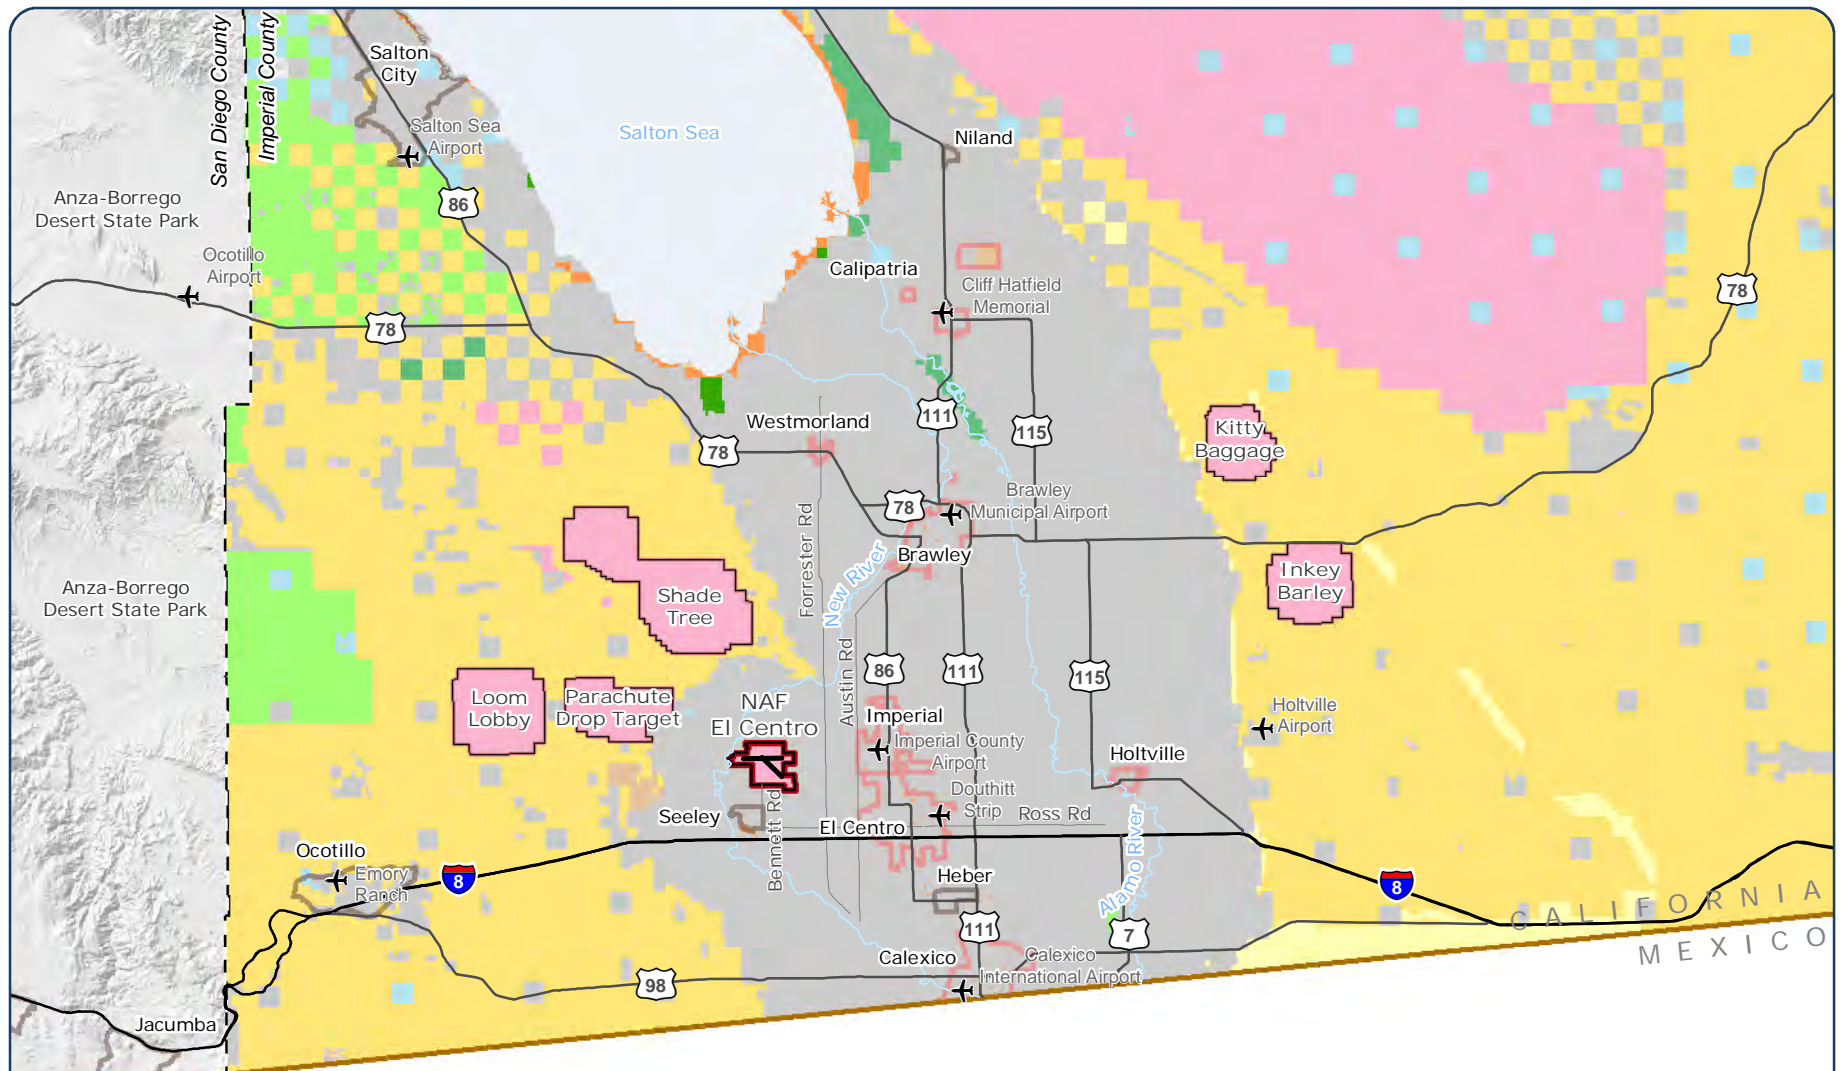 San Diego County
Imperial County
Salton
City
Salton Sea
Airport
Salton Sea
Niland
Anza-Borrego
Desert State Park
86
Ocotillo
Airport
Calipatria
Cliff Hatfield
Memorial
78
78
Westmorland
111
115
Kitty
Baggage
78
78
Brawley
Municipal Airport
Forrester Rd
New River
Brawley
Inkey
Barley
Anza-Borrego
Desert State Park
Shade
Tree
Austin Rd
86
111
115
Loom
Lobby
Parachute
Drop Target
NAF
El Centro
Imperial
Imperial County
Airport
Holtville
Airport
Holtville
Douthitt
Strip
Seeley
Bennett Rd
El Centro
Ross Rd
Alamo River
Ocotillo
Emory
Ranch
8
Heber
8
CALIFORNIA
MEXICO
111
7
Calexico
Calexico
International Airport
98
Jacumba